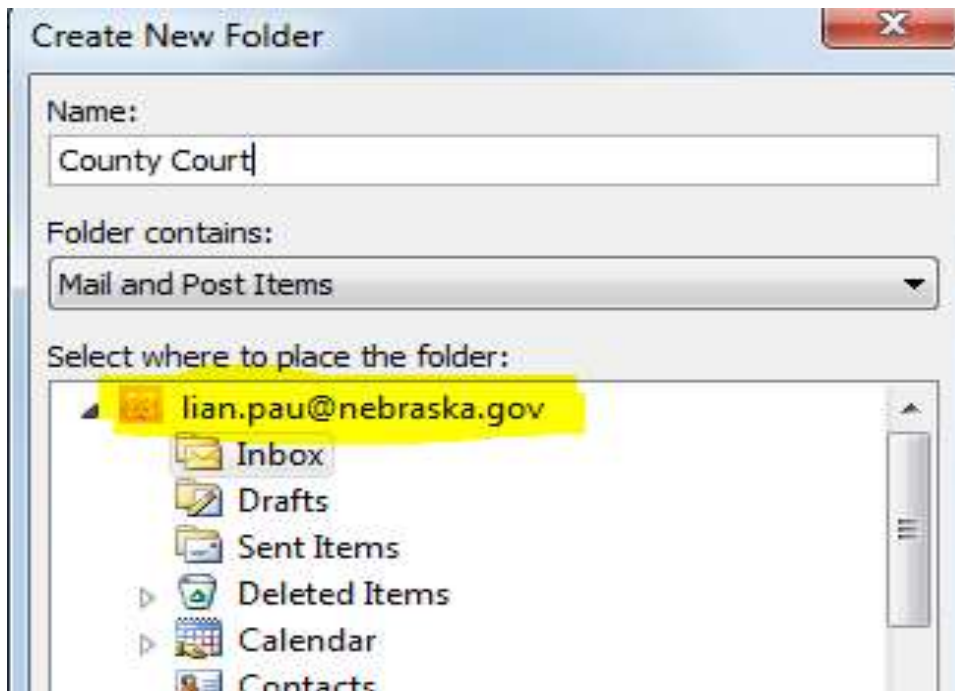 Create New Folder
Name:
County Court
Folder contains:
Mail and Post Items
Select where to place the folder:
lian.pau@nebraska.gov
Inbox
Drafts
Sent Items
Deleted Items
Calendar
Contacts